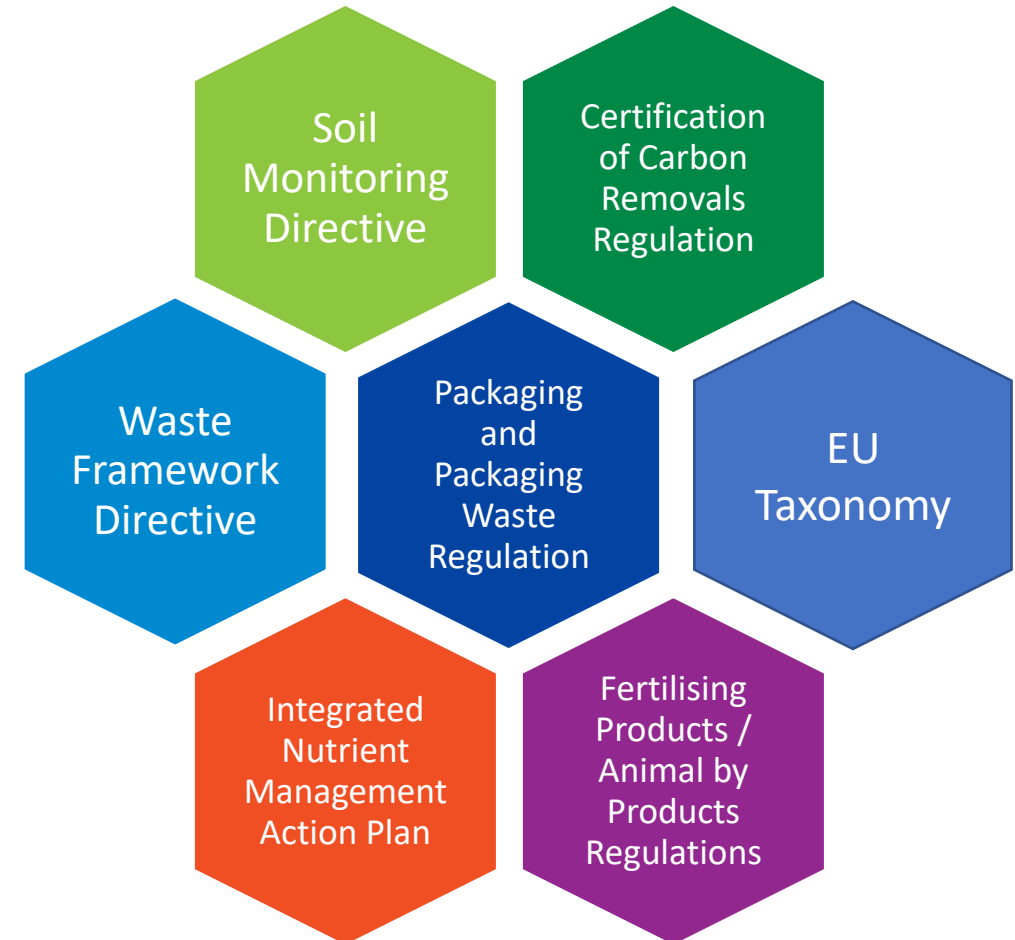 Soil
Monitoring
Directive
Certification
of Carbon
Removals
Regulation
Waste
Framework
Directive
Packaging
and
Packaging
Waste
Regulation
EU
Taxonomy
Integrated
Nutrient
Management
Action Plan
Fertilising
Products /
Animal by
Products
Regulations